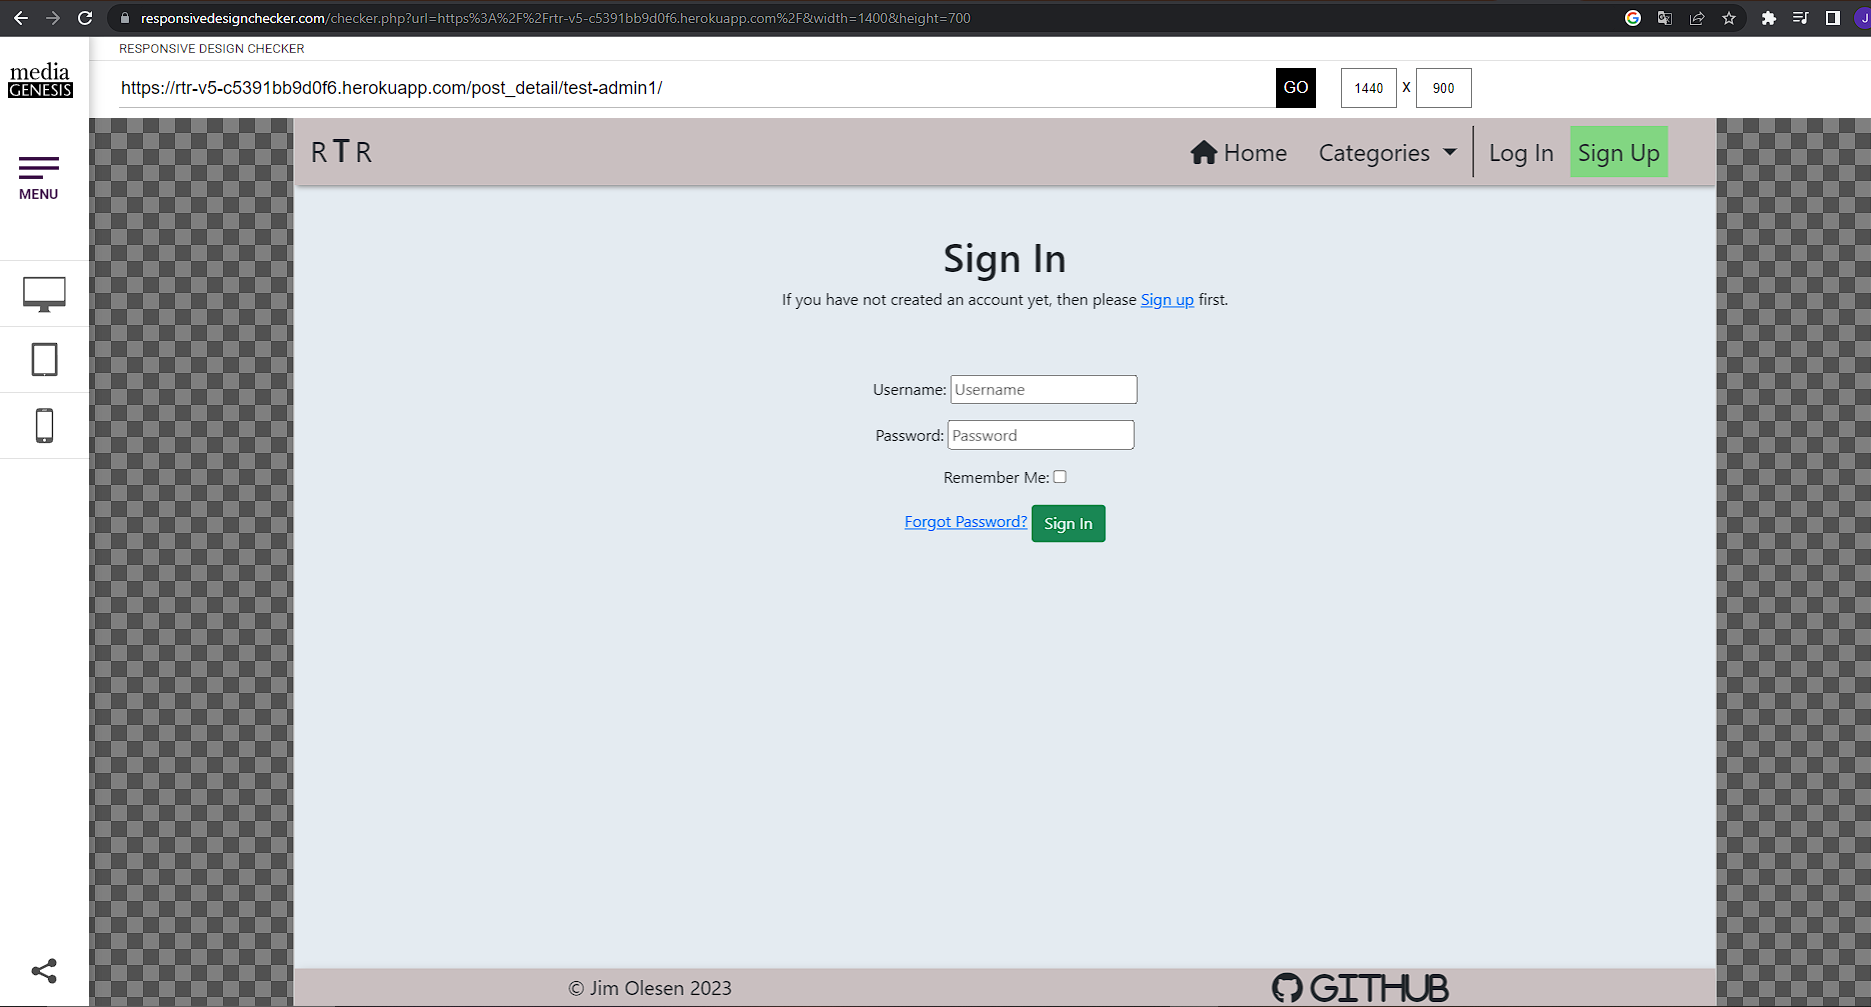 responsivedesignchecker.com/checker.php?url=https%3A%2F%2Frtr-v5-c5391bb9d0f6.herokuapp.com%2F&width=1400&height=700
RESPONSIVE DESIGN CHECKER
media
GENESIS
https://rtr-v5-c5391bb9d0f6.herokuapp.com/post_detail/test-admin1/
GO
1440 X 900
MENU
RTR
Home
Categories
Log In
Sign Up
Sign In
If you have not created an account yet, then please Sign up first.
Username: Username
Password: Password
Remember Me:
Forgot Password? Sign In
© Jim Olesen 2023
GITHUB
J